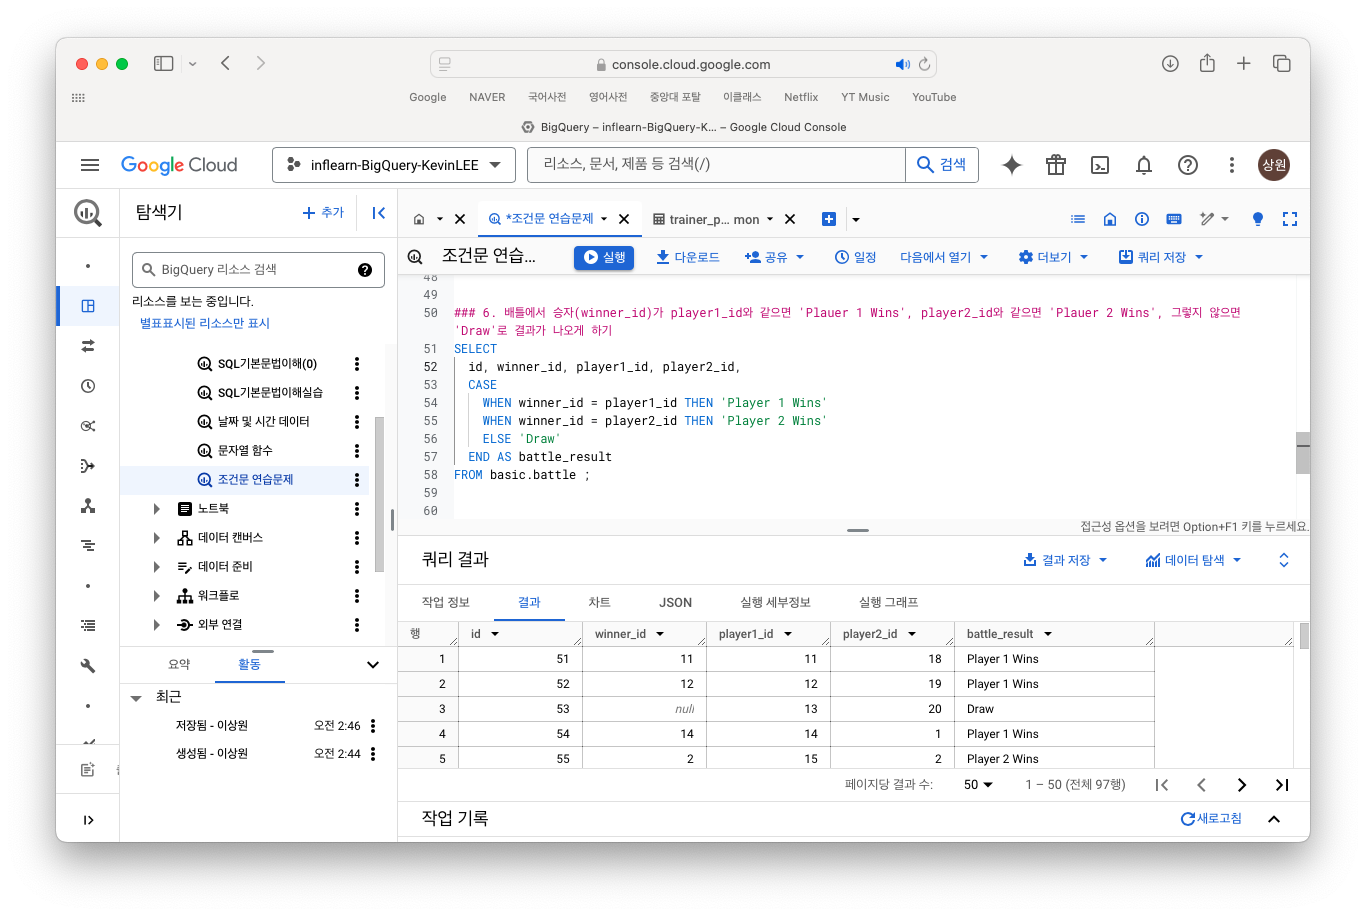 console.cloud.google.com
Google NAVER 국어사전 영어사전 중앙대 포탈 이클래스 Netflix YT Music YouTube
BigQuery – inflearn-BigQuery-K... – Google Cloud Console
Google Cloud
inflearn-BigQuery-KevinLEE
리소스, 문서, 제품 등 검색(/)
검색
상원
탐색기
추가
*조건문 연습문제
trainer_p... mon
조건문 연습...
실행
다운로드
공유
일정
다음에서 열기
더보기
쿼리 저장
BigQuery 리소스 검색
리소스를 보는 중입니다.
별표표시된 리소스만 표시
SQL기본문법이해(0)
SQL기본문법이해실습
날짜 및 시간 데이터
문자열 함수
조건문 연습문제
노트북
데이터 캔버스
데이터 준비
워크플로
외부 연결
요약 활동
최근
저장됨 - 이상원 오전 2:46
생성됨 - 이상원 오전 2:44
48
49
50 ### 6. 배틀에서 승자(winner_id)가 player1_id와 같으면 'Plauer 1 Wins', player2_id와 같으면 'Plauer 2 Wins', 그렇지 않으면
'Draw'로 결과가 나오게 하기
51 SELECT
52 id, winner_id, player1_id, player2_id,
53 CASE
54 WHEN winner_id = player1_id THEN 'Player 1 Wins'
55 WHEN winner_id = player2_id THEN 'Player 2 Wins'
56 ELSE 'Draw'
57 END AS battle_result
58 FROM basic.battle ;
59
60
접근성 옵션을 보려면 Option+F1 키를 누르세요.
쿼리 결과
결과 저장
데이터 탐색
작업 정보 결과 차트 JSON 실행 세부정보 실행 그래프
행 id winner_id player1_id player2_id battle_result
1 51 11 11 18 Player 1 Wins
2 52 12 12 19 Player 1 Wins
3 53 null 13 20 Draw
4 54 14 14 1 Player 1 Wins
5 55 2 15 2 Player 2 Wins
페이지당 결과 수: 50 1 – 50 (전체 97행)
작업 기록
새로고침